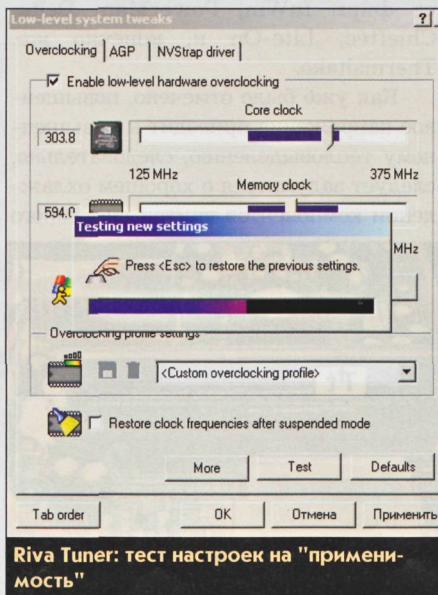 Low-level system tweaks
?
Overclocking AGP NVStrap driver
Enable low-level hardware overclocking
Core clock
303.8
125 MHz 375 MHz
Memory clock
594.0
Testing new settings
MHz
Press <Esc> to restore the previous settings.
Overclocking profile settings
<Custom overclocking profile>
Restore clock frequencies after suspended mode
More Test Defaults
Tab order OK Отмена Применить
Riva Tuner: тест настроек на "примени-
мость"